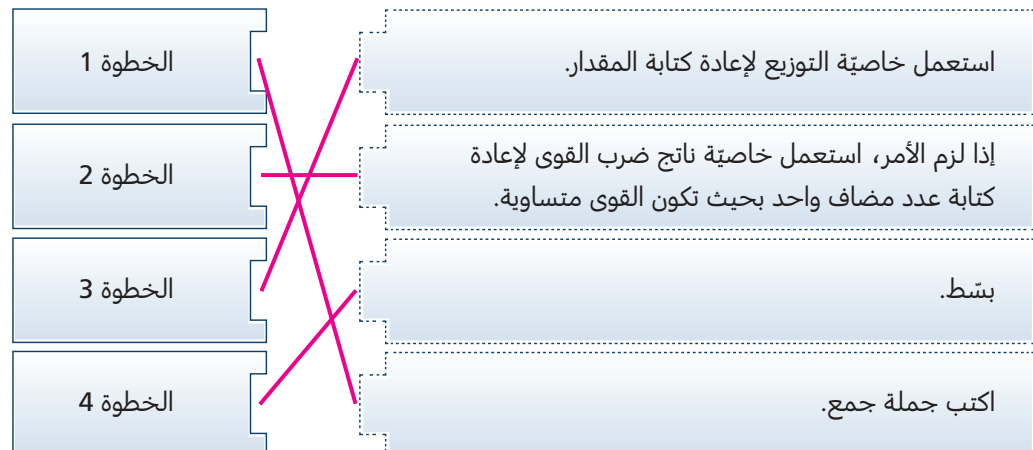 استعمل خاصيّة التوزيع لإعادة كتابة المقدار.
الخطوة 1
إذا لزم الأمر، استعمل خاصيّة ناتج ضرب القوى لإعادة
كتابة عدد مضاف واحد بحيث تكون القوى متساوية.
الخطوة 2
بسّط.
الخطوة 3
اكتب جملة جمع.
الخطوة 4